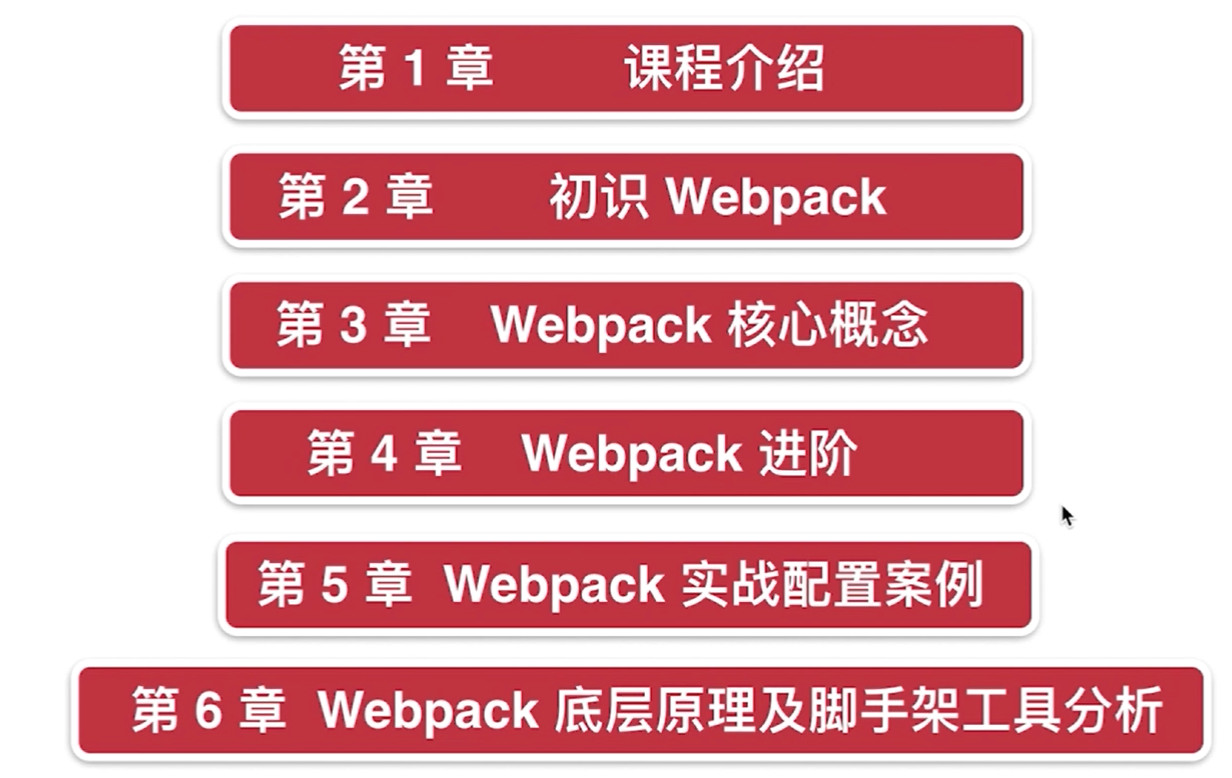 第 1 章 课程介绍
第 2 章 初识 Webpack
第 3 章 Webpack 核心概念
第 4 章 Webpack 进阶
第 5 章 Webpack 实战配置案例
第 6 章 Webpack 底层原理及脚手架工具分析